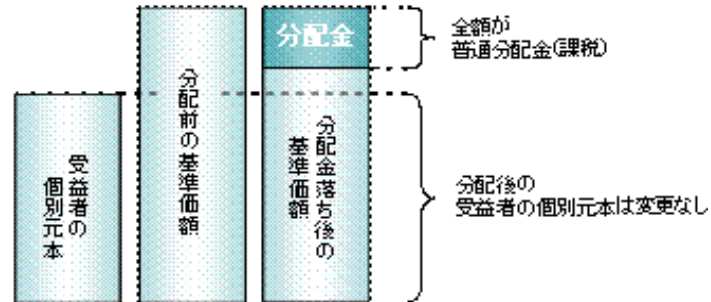 受益者の
個別元本
分配前の基準価額
分配金
分配金落ち後の
基準価額
全額が
普通分配金(課税)
分配後の
受益者の個別元本は変更なし